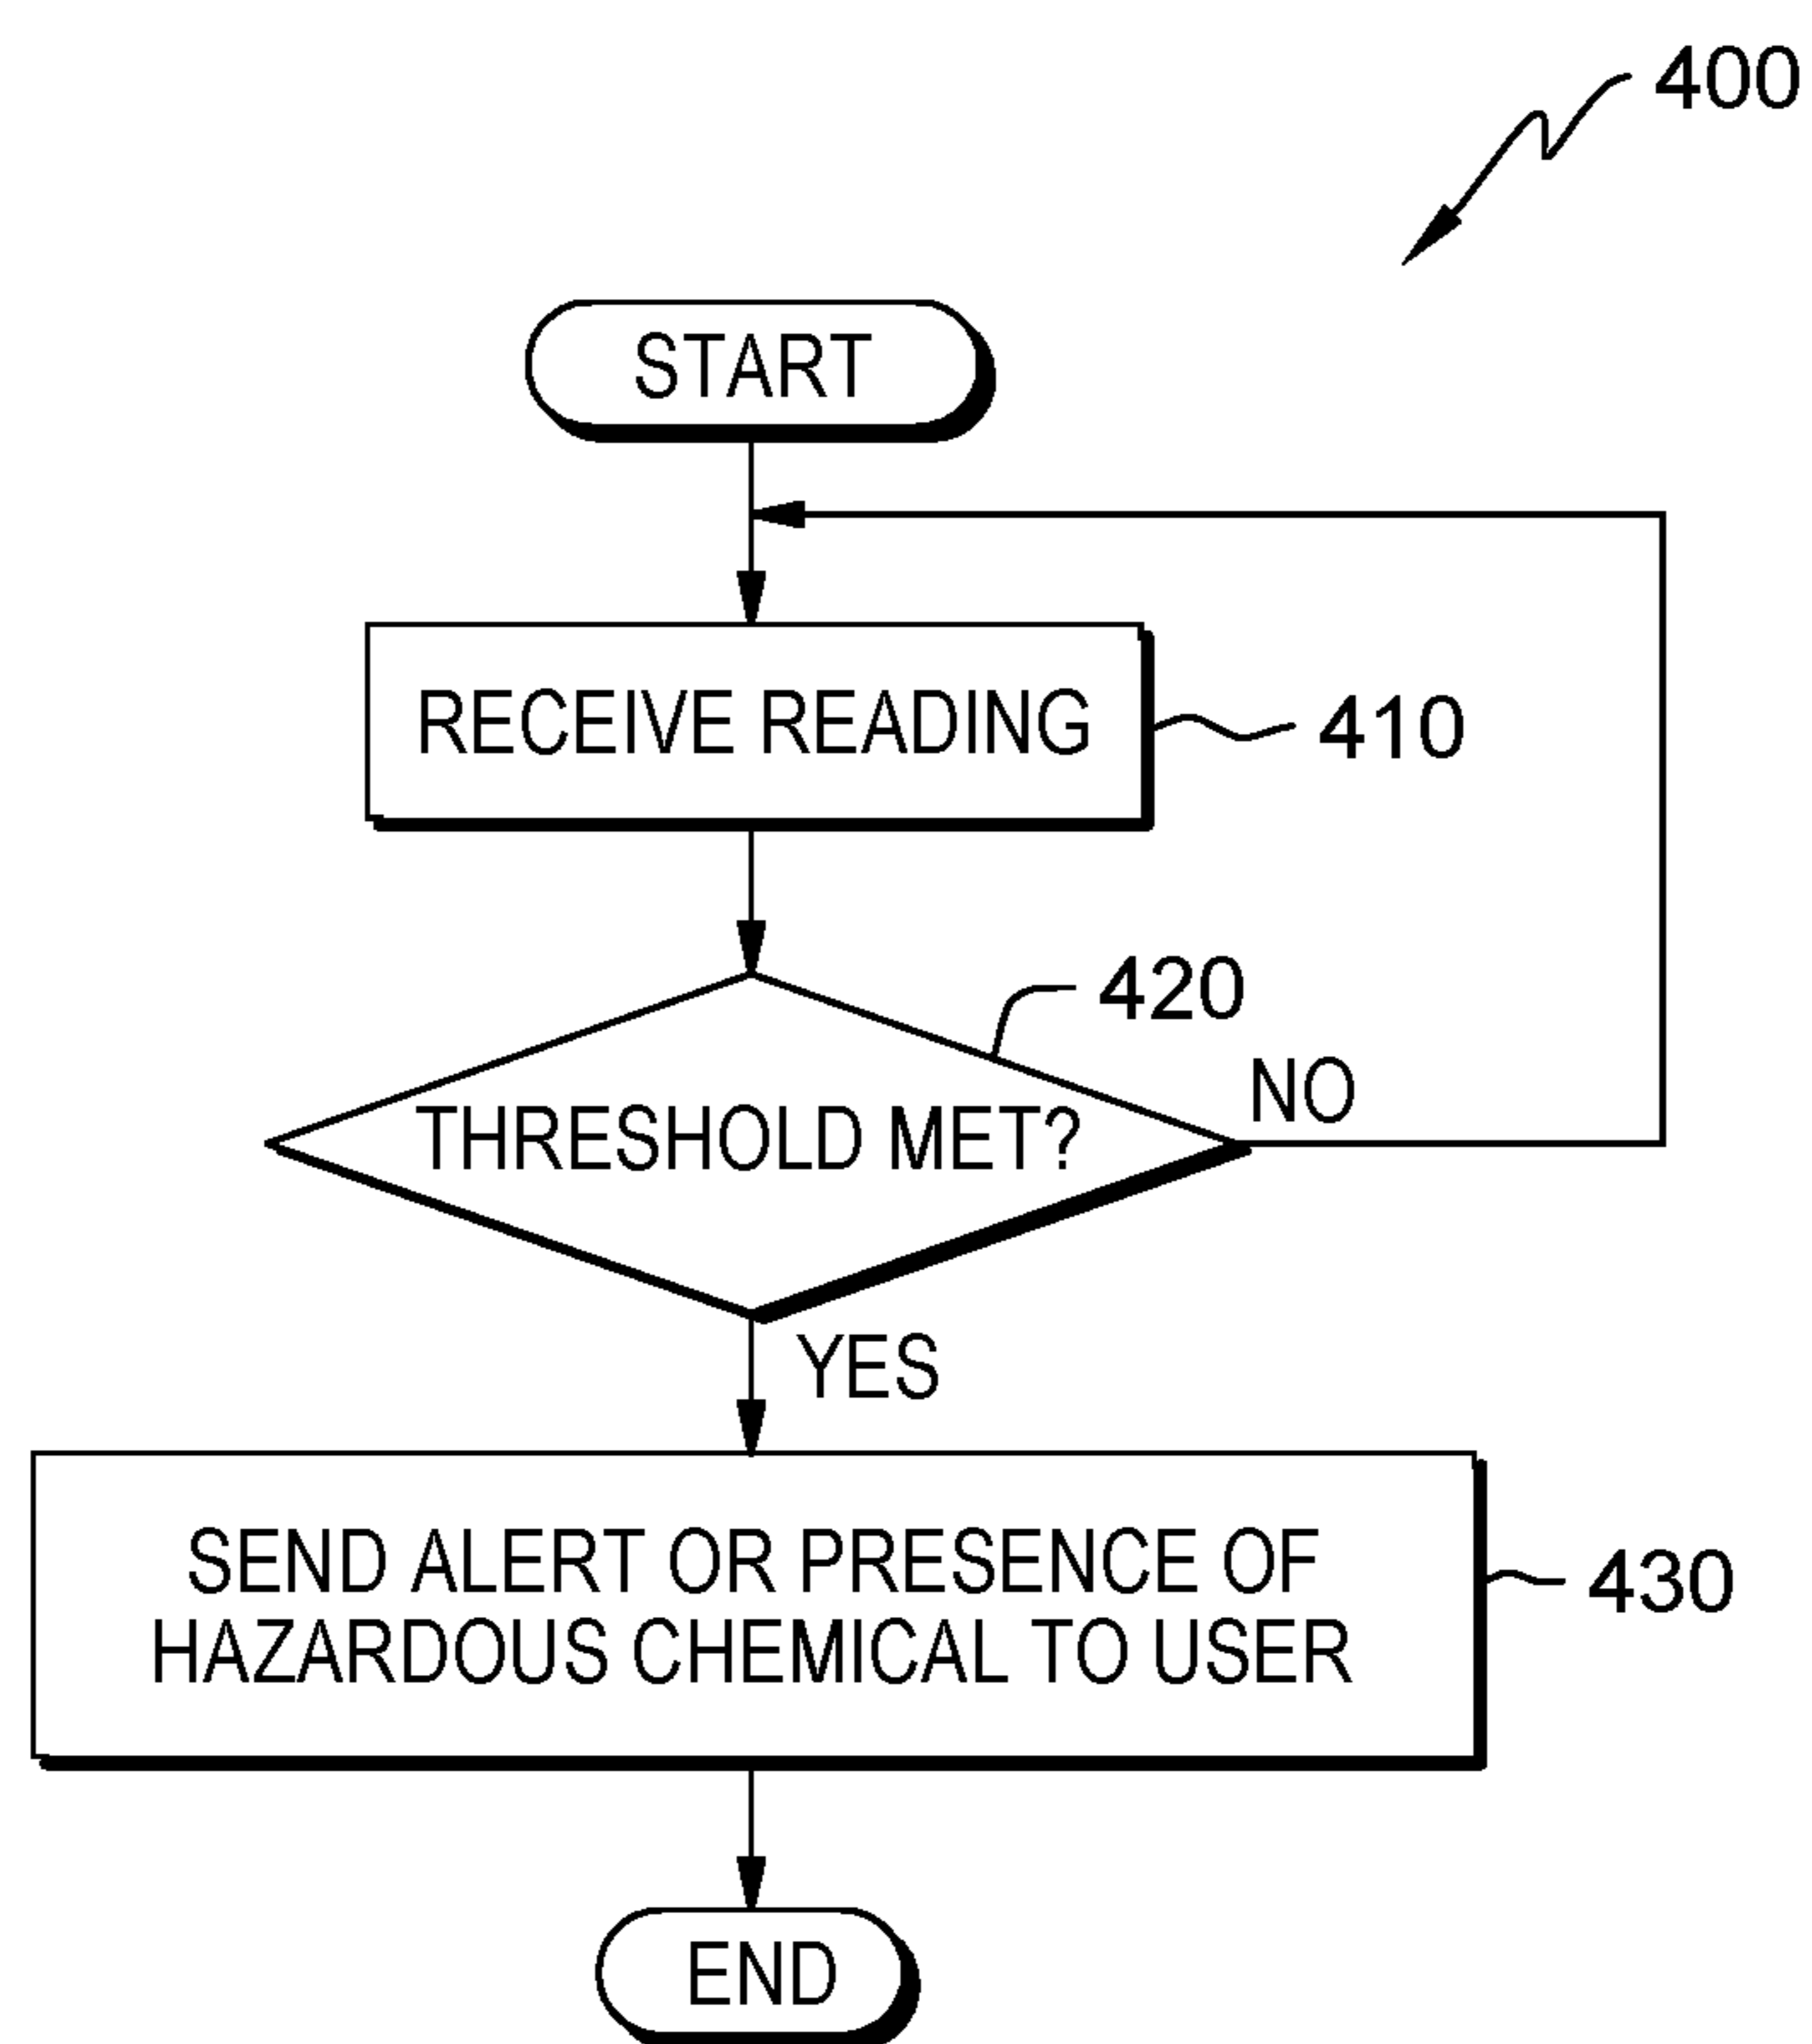 400
START
RECEIVE READING
410
420
THRESHOLD MET?
NO
YES
SEND ALERT OR PRESENCE OF
HAZARDOUS CHEMICAL TO USER
430
END